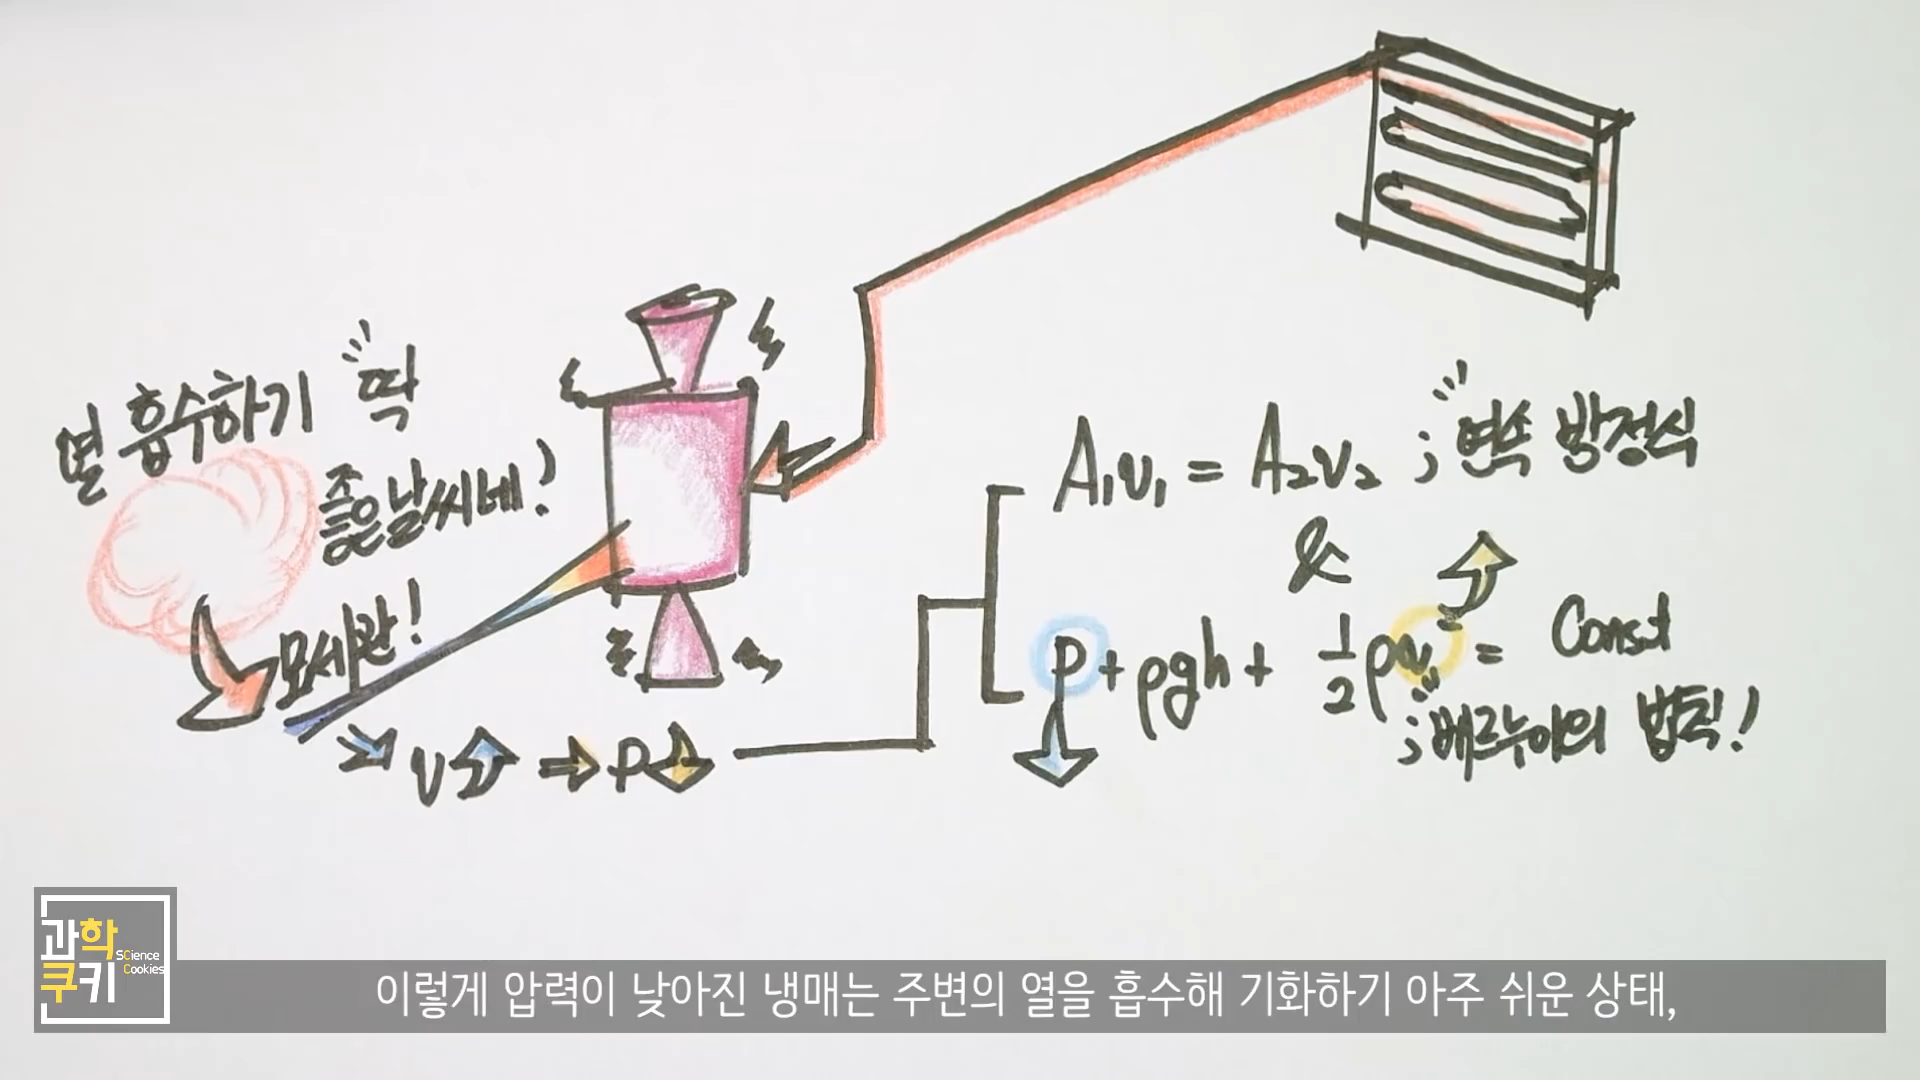 열 흡수하기 딱
좋은 날씨네?
모세관!
v ⇒ P
A₁v₁ = A₂v₂ ; 연속 방정식
&
P + ρgh + 1/2 ρv² = Const
; 베르누이의 법칙!
과학쿠키
Science Cookies
이렇게 압력이 낮아진 냉매는 주변의 열을 흡수해 기화하기 아주 쉬운 상태,